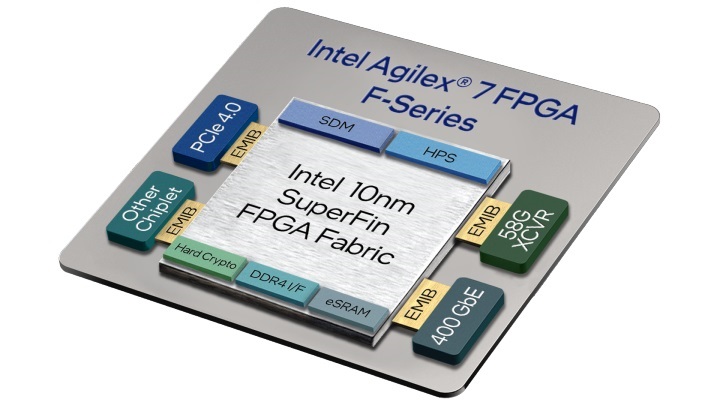 Intel Agilex® 7 FPGA
F-Series
PCIe 4.0
EMIB
SDM
HPS
Other
Chiplet
EMIB
Intel 10nm
SuperFin
FPGA Fabric
EMIB
58G
XCVR
Hard Crypto
DDR4 I/F
eSRAM
EMIB
400 GbE